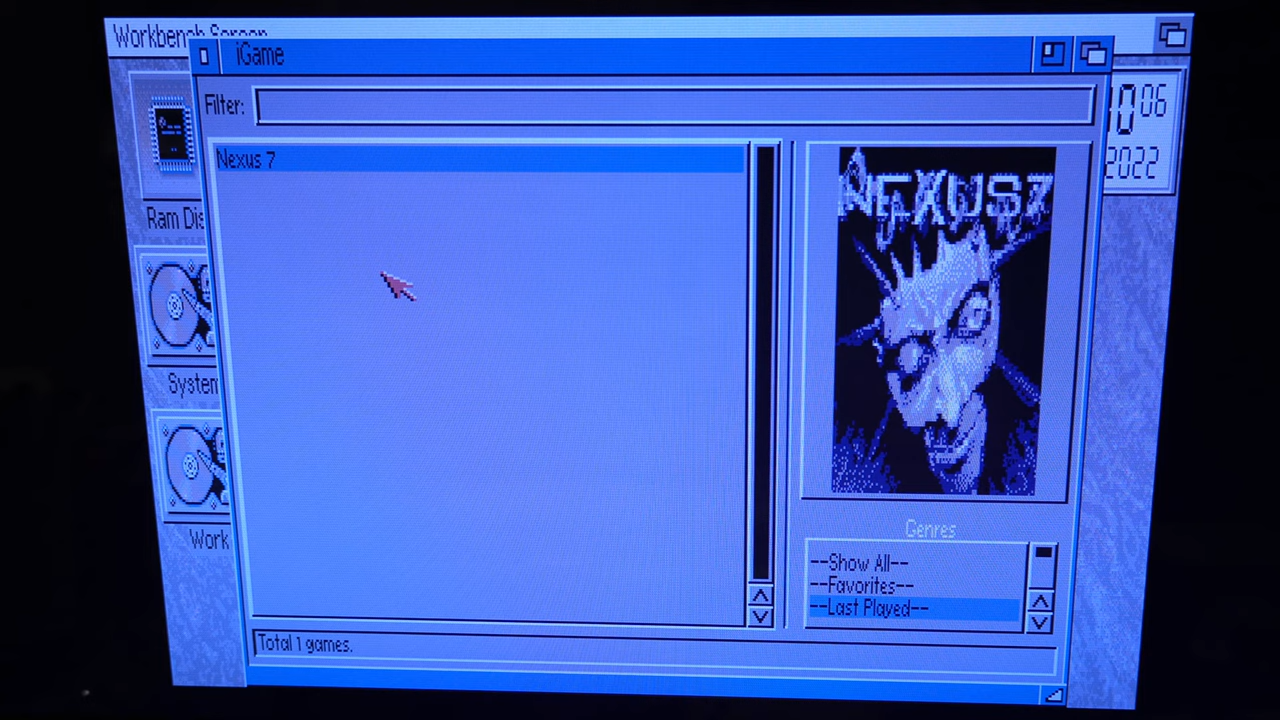 Workbench Screen
iGame
Filter:
06
2022
Nexus 7
NEXUS7
Ram Dis
System
Work
Genres
--Show All--
--Favorites--
--Last Played--
Total 1 games.